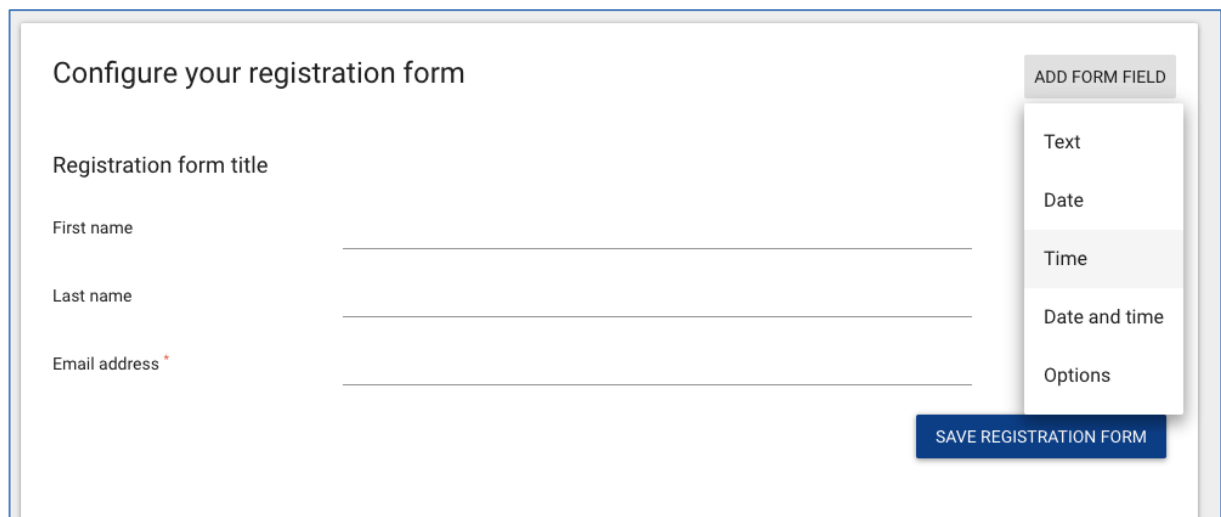 Configure your registration form
ADD FORM FIELD
Text
Registration form title
Date
First name
Time
Last name
Date and time
Email address *
Options
SAVE REGISTRATION FORM